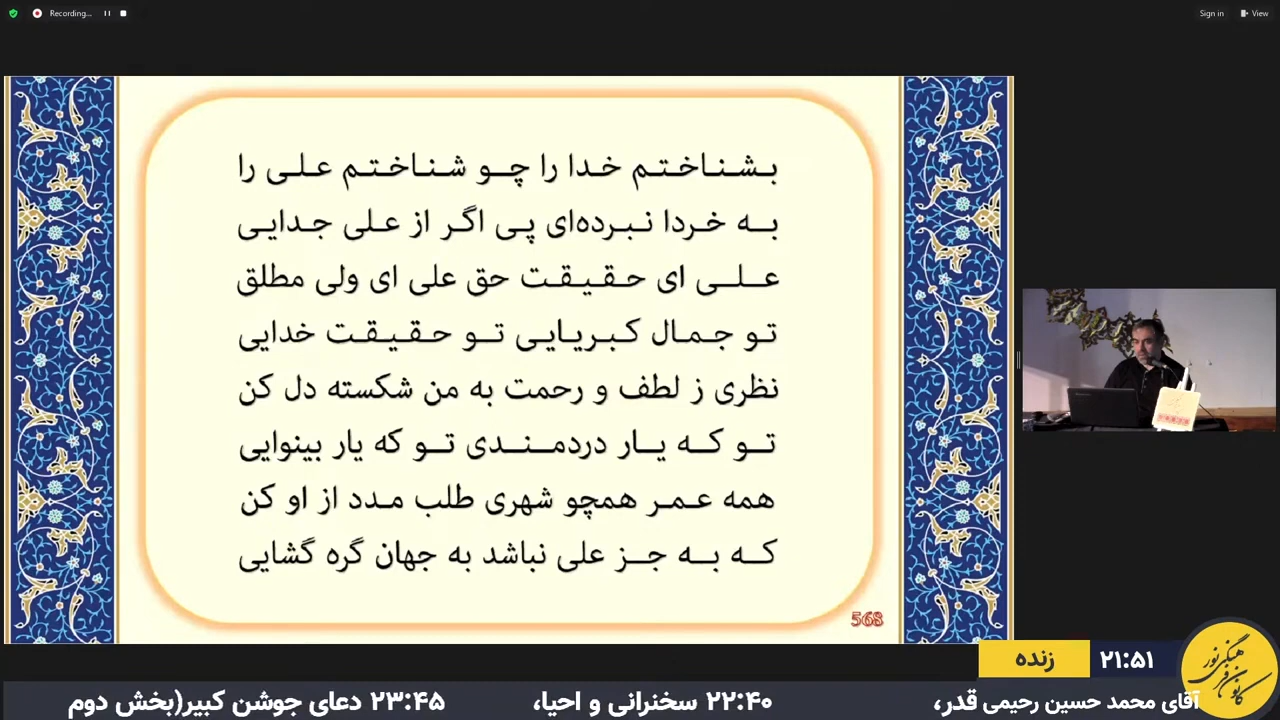 Recording...
Sign in
View
بشناختم خدا را چو شناختم علی را
به خردا نبرده‌ای پی اگر از علی جدایی
علی ای حقیقت حق علی ای ولی مطلق
تو جمال کبریایی تو حقیقت خدایی
نظری ز لطف و رحمت به من شکسته دل کن
تو که یار دردمندی تو که یار بینوایی
همه عمر همچو شهری طلب مدد از او کن
که به جز علی نباشد به جهان گره گشایی
568
زنده ۲۱:۵۱
کانون فرهنگی نور
آقای محمد حسین رحیمی قدر، ۲۲:۴۰ سخنرانی و احیا، ۲۳:۴۵ دعای جوشن کبیر(بخش دوم